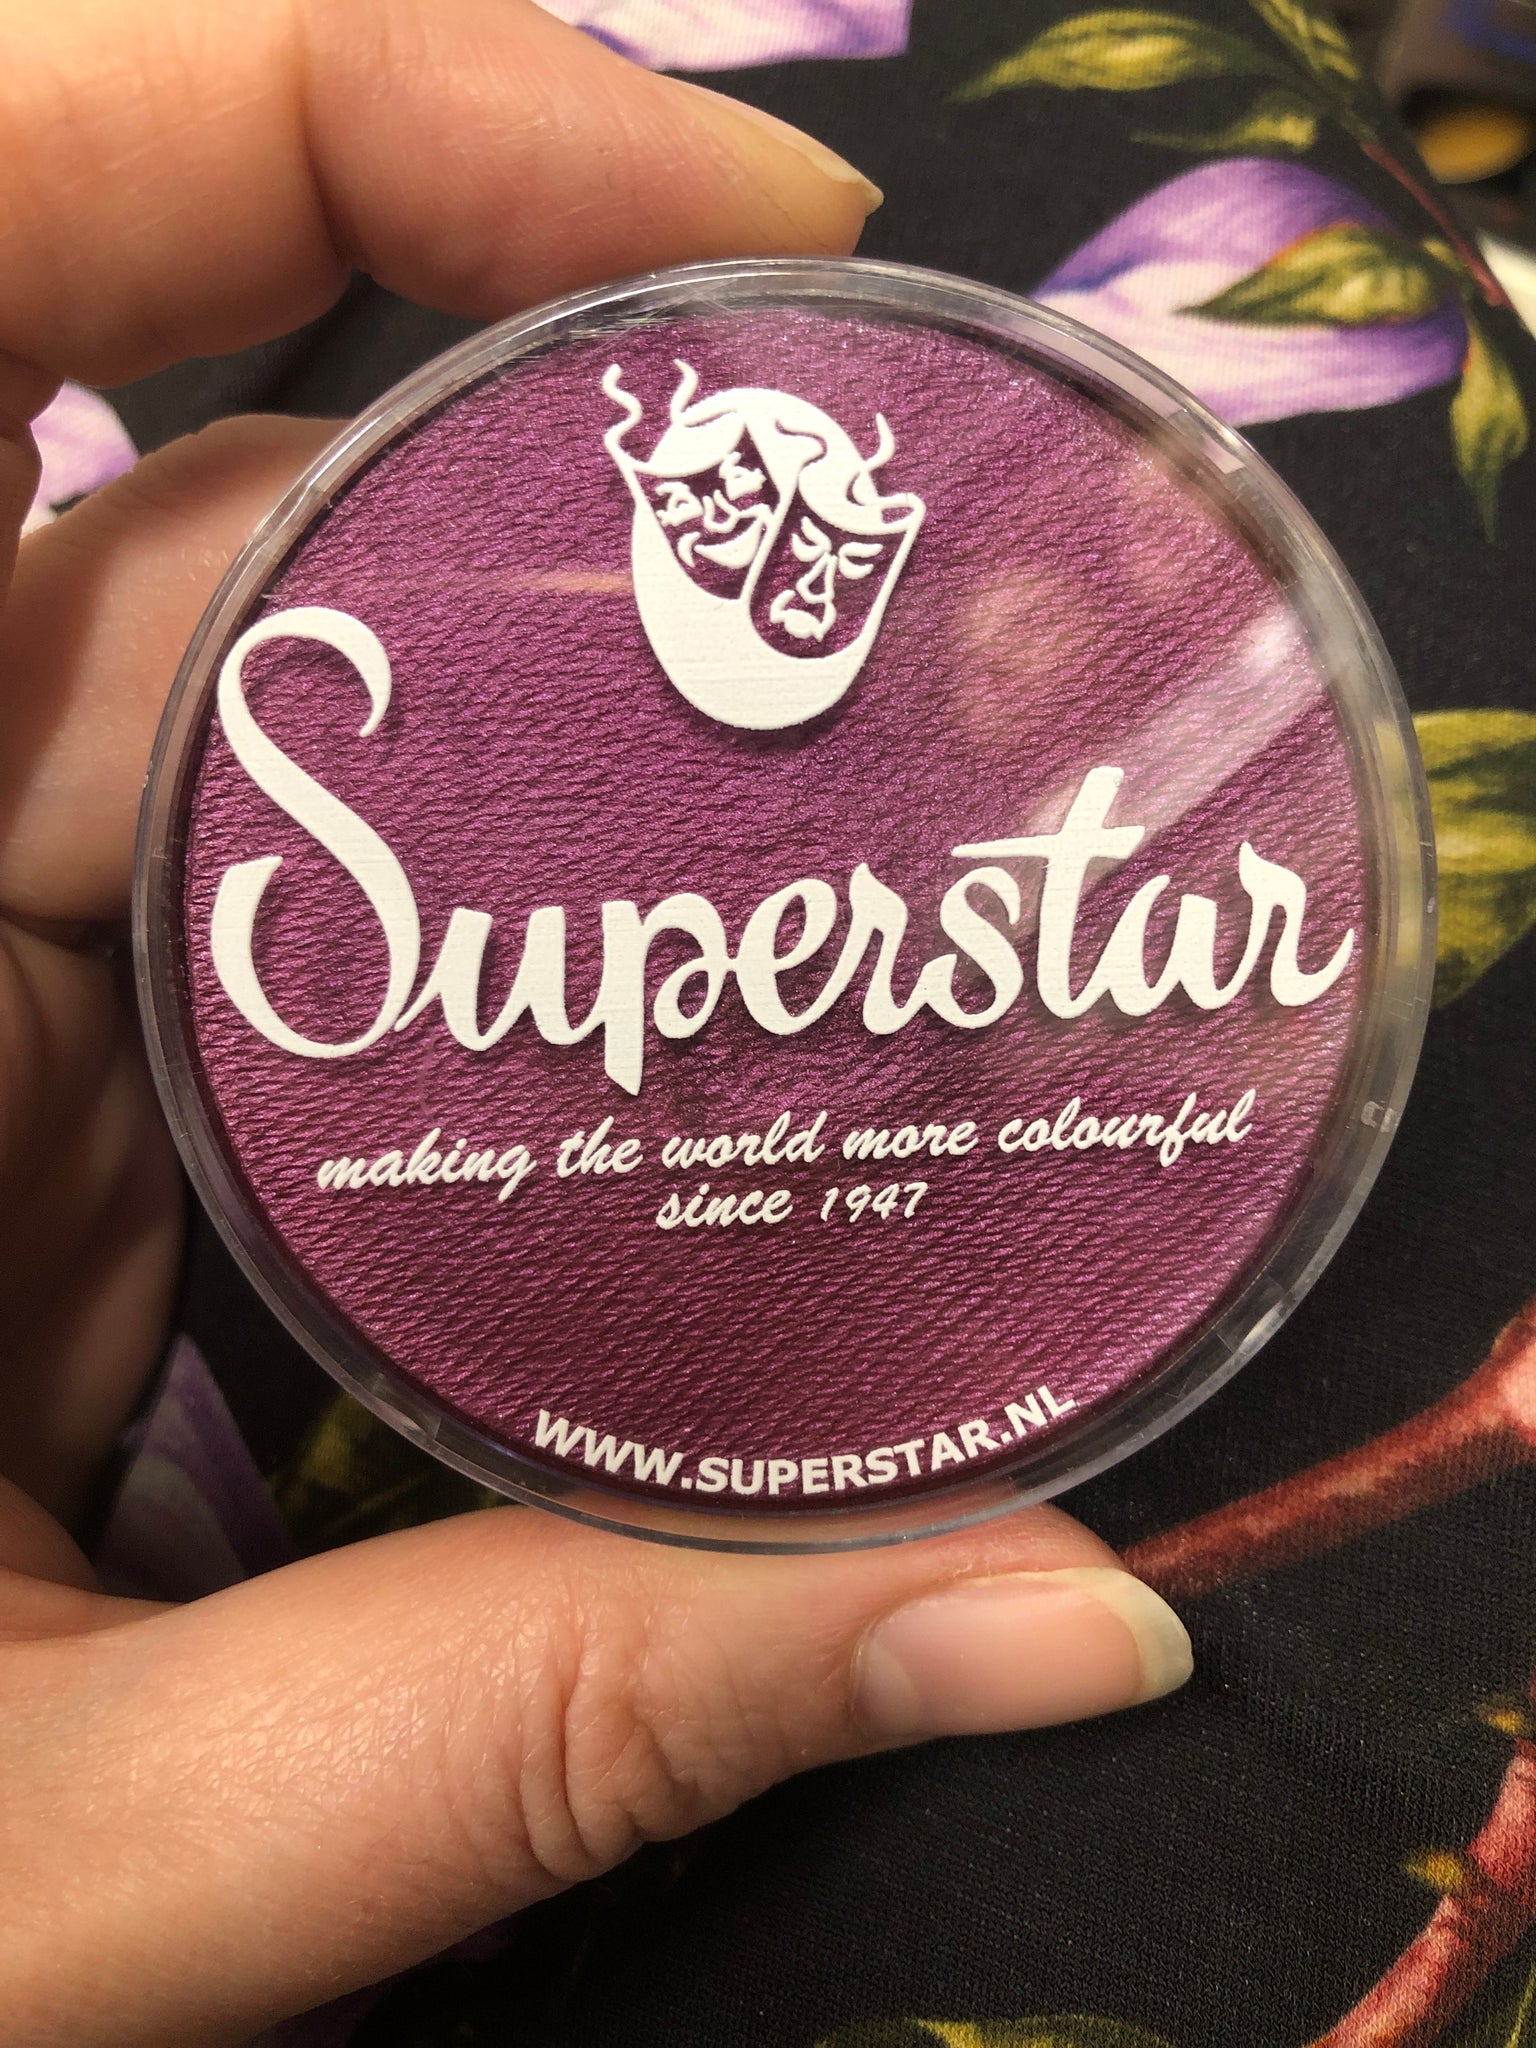 Superstar
making the world more colourful
since 1947
WWW.SUPERSTAR.NL